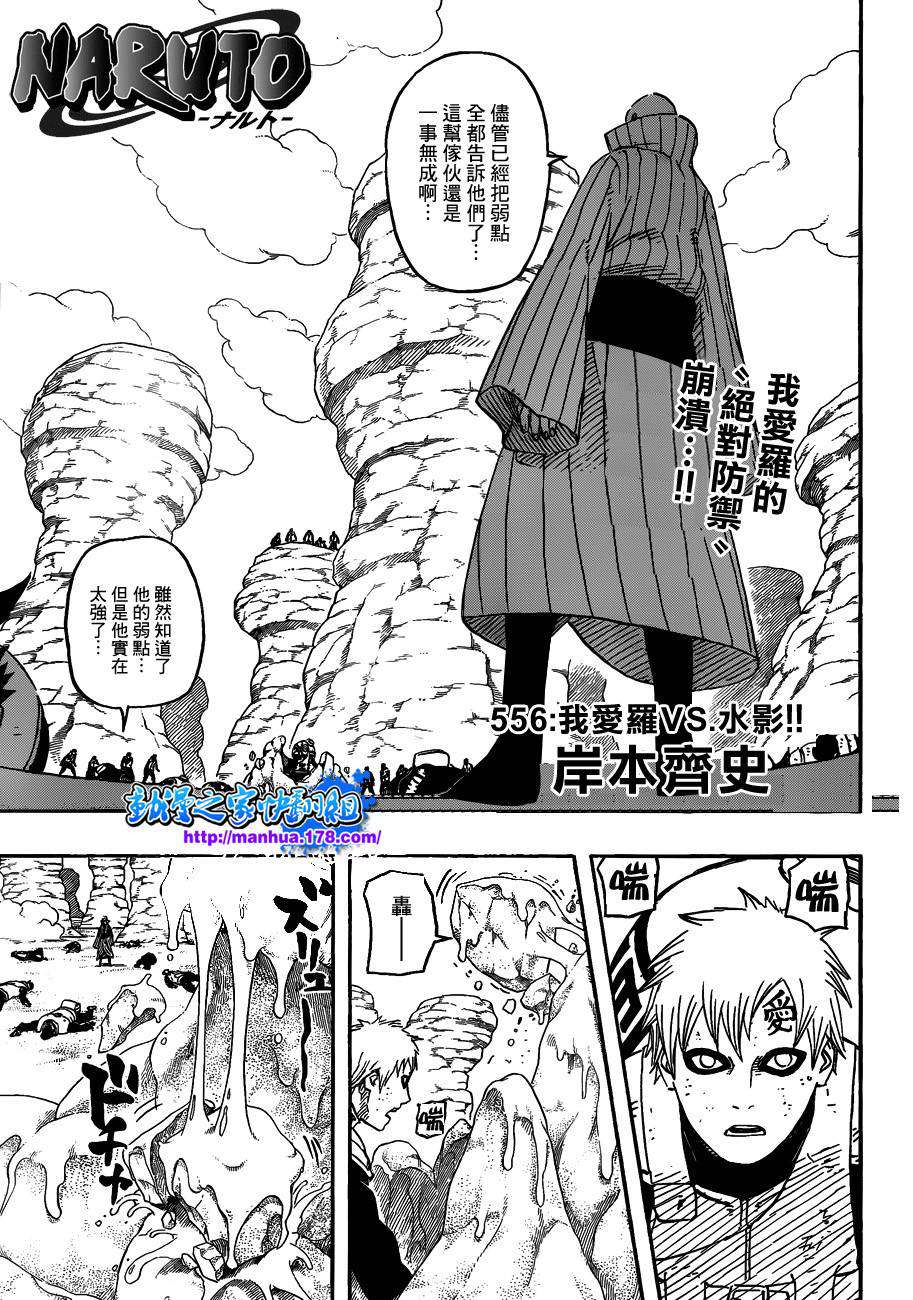 NARUTO
-ナルト-
儘管已經把弱點
全都告訴他們了…
這幫傢伙還是
一事無成啊…
我愛羅的
〝絕對防禦〞
崩潰…!!
雖然知道了
他的弱點…
但是他實在
太強了…
556:我愛羅VS.水影!!
岸本齊史
動漫之家快翻組
http://manhua.178.com/
喘
喘
愛
轟——
喘
ズリュー
ドチャ